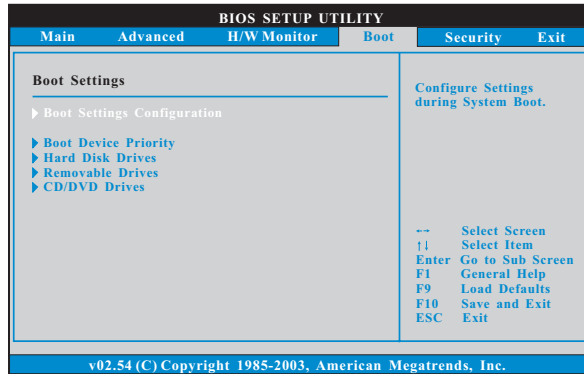 BIOS SETUP UTILITY
Main Advanced H/W Monitor Boot Security Exit
Boot Settings
Boot Settings Configuration
Boot Device Priority
Hard Disk Drives
Removable Drives
CD/DVD Drives
Configure Settings
during System Boot.
←→ Select Screen
↑↓ Select Item
Enter Go to Sub Screen
F1 General Help
F9 Load Defaults
F10 Save and Exit
ESC Exit
v02.54 (C) Copyright 1985-2003, American Megatrends, Inc.